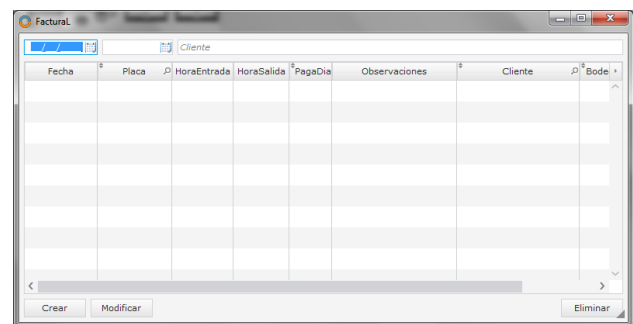 FacturaL
/ / Cliente
Fecha Placa HoraEntrada HoraSalida PagaDia Observaciones Cliente Bode
Crear Modificar Eliminar